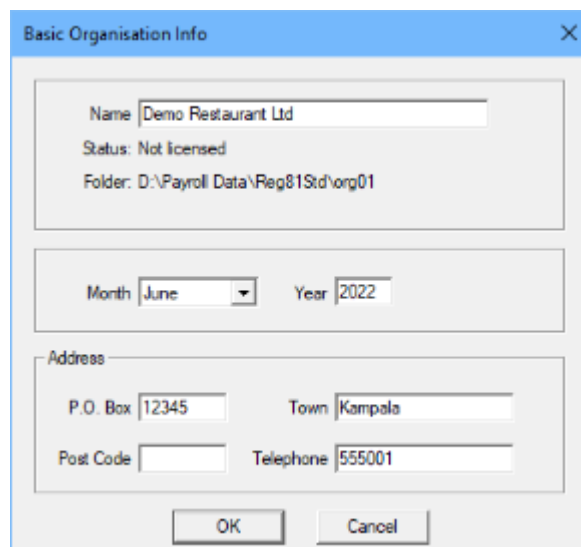 Basic Organisation Info
Name Demo Restaurant Ltd
Status: Not licensed
Folder: D:\Payroll Data\Reg81Std\org01
Month June Year 2022
Address
P.O. Box 12345 Town Kampala
Post Code Telephone 555001
OK Cancel